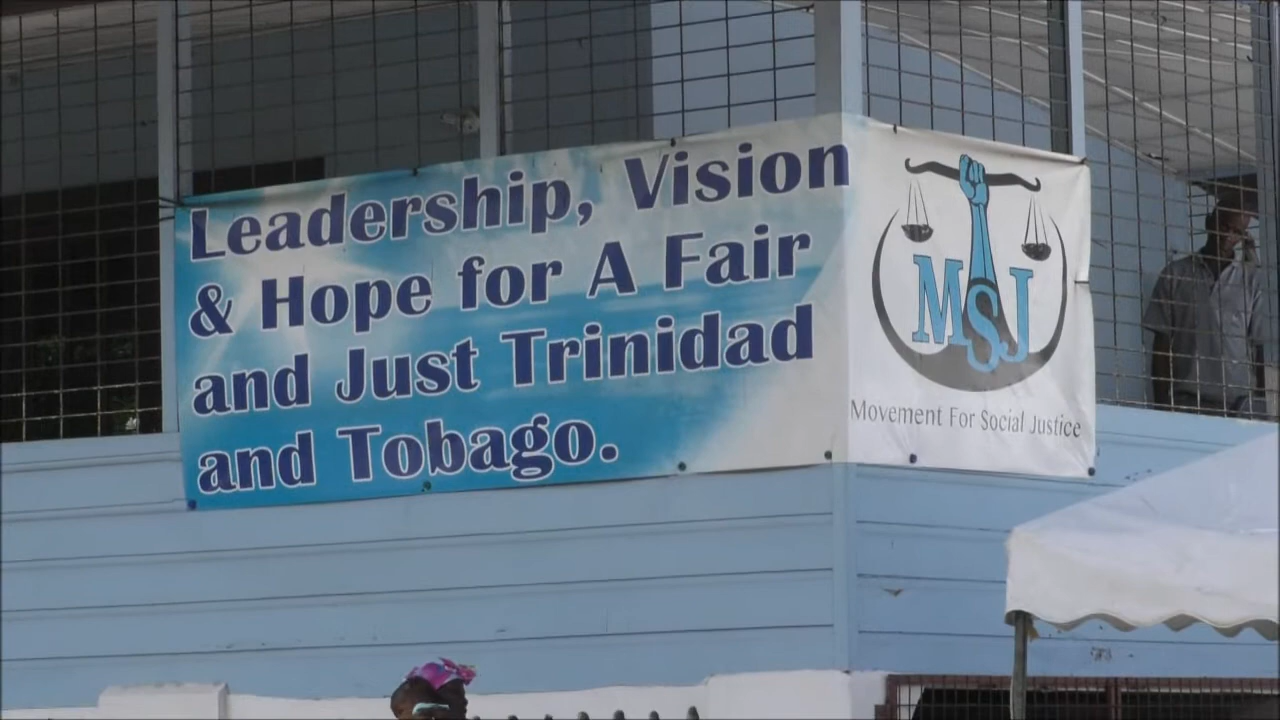 Leadership, Vision
& Hope for A Fair
and Just Trinidad
and Tobago.
MSJ
Movement For Social Justice